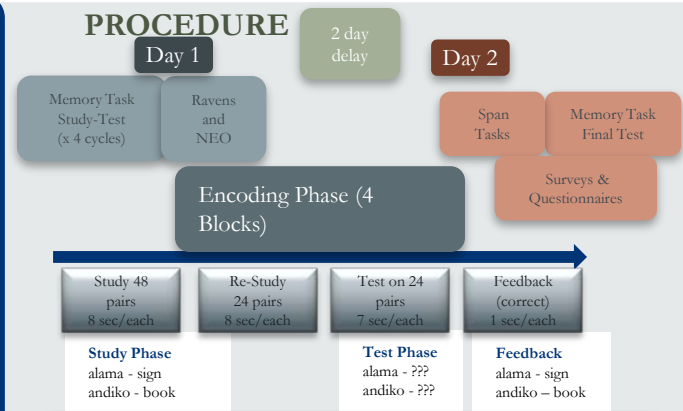 PROCEDURE
2 day
delay
Day 1
Day 2
Memory Task
Study-Test
(x 4 cycles)
Ravens
and
NEO
Span
Tasks
Memory Task
Final Test
Surveys &
Questionnaires
Encoding Phase (4
Blocks)
Study 48
pairs
8 sec/each
Re-Study
24 pairs
8 sec/each
Test on 24
pairs
7 sec/each
Feedback
(correct)
1 sec/each
Study Phase
alama - sign
andiko - book
Test Phase
alama - ???
andiko - ???
Feedback
alama - sign
andiko – book